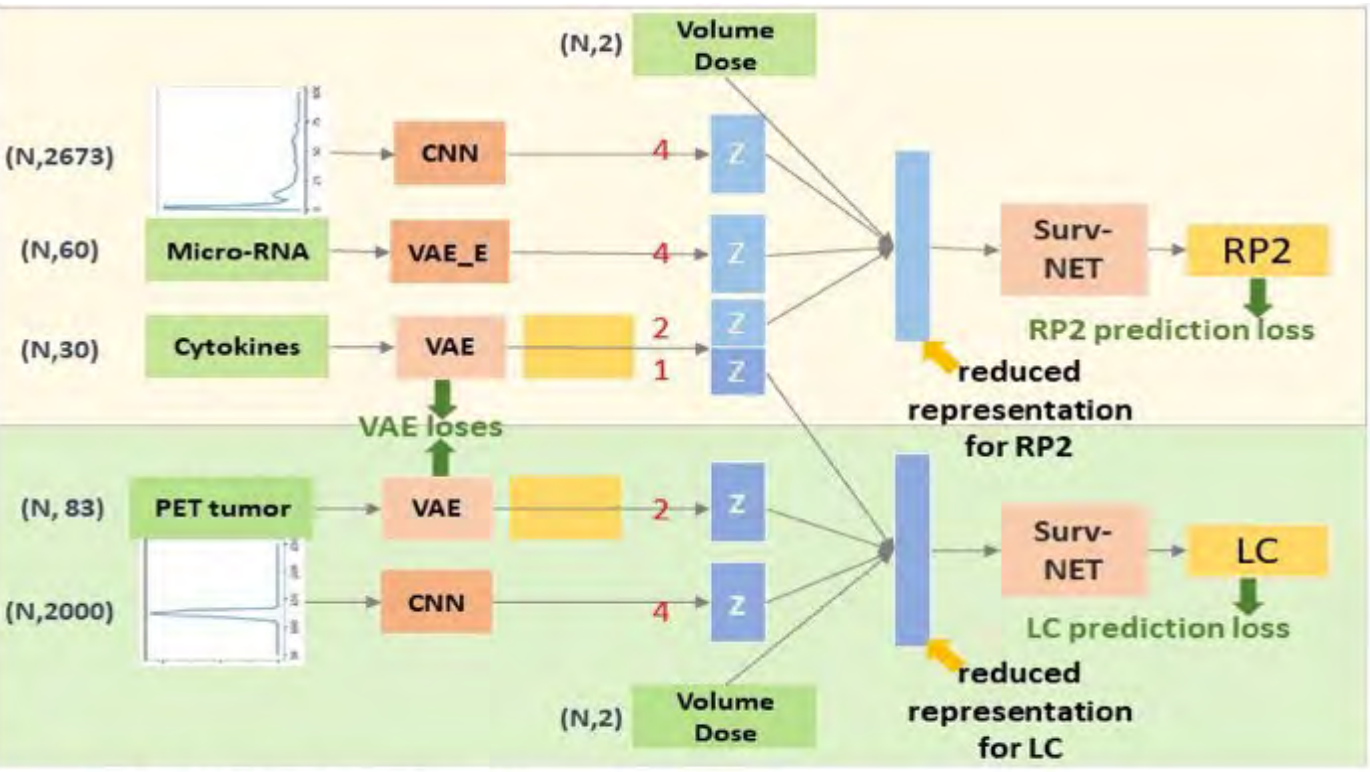 (N,2)
Volume
Dose
(N,2673)
CNN
4
Z
(N,60)
Micro-RNA
VAE_E
4
Z
Surv-
NET
RP2
RP2 prediction loss
(N,30)
Cytokines
VAE
2
1
Z
Z
reduced
representation
for RP2
VAE loses
(N, 83)
PET tumor
VAE
2
Z
Surv-
NET
LC
LC prediction loss
(N,2000)
CNN
4
Z
reduced
representation
for LC
(N,2)
Volume
Dose